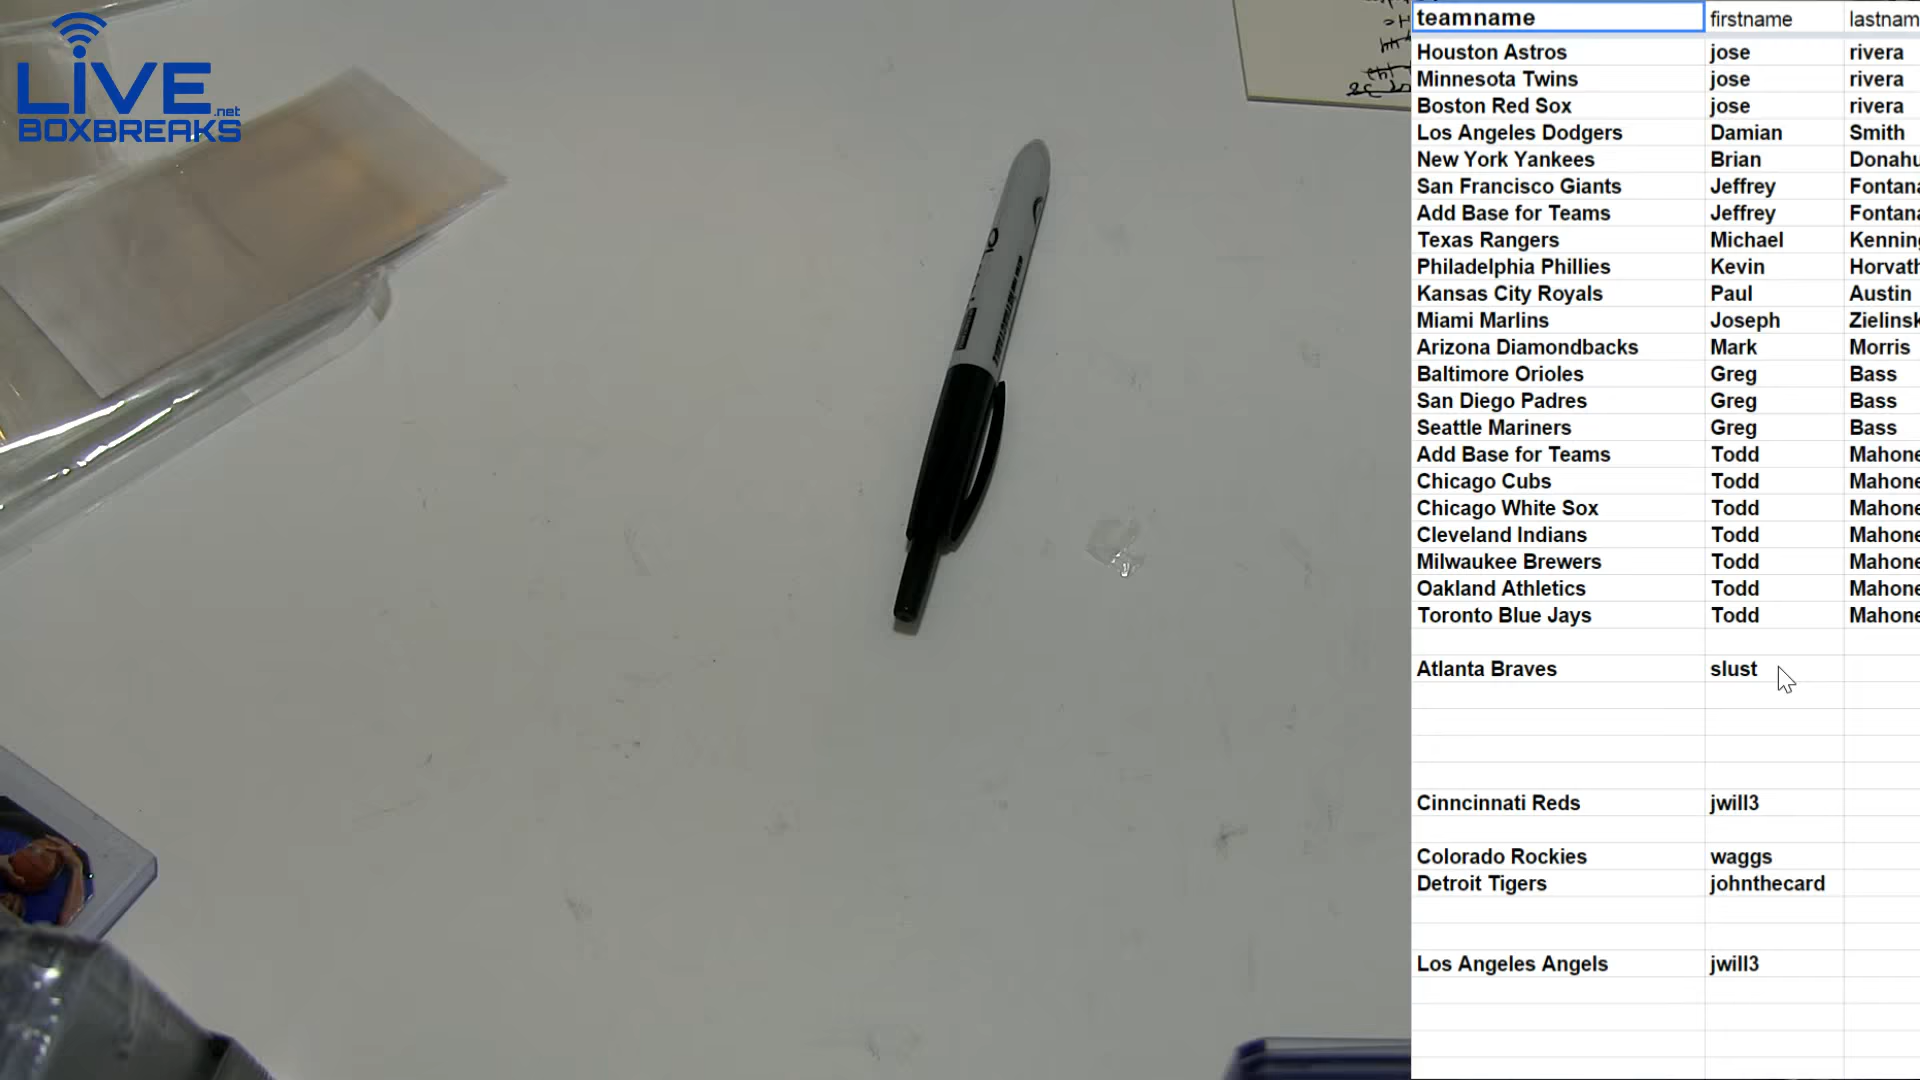 LIVE.net
BOXBREAKS
teamname firstname lastnam
Houston Astros jose rivera
Minnesota Twins jose rivera
Boston Red Sox jose rivera
Los Angeles Dodgers Damian Smith
New York Yankees Brian Donahu
San Francisco Giants Jeffrey Fontana
Add Base for Teams Jeffrey Fontana
Texas Rangers Michael Kenning
Philadelphia Phillies Kevin Horvath
Kansas City Royals Paul Austin
Miami Marlins Joseph Zielinsk
Arizona Diamondbacks Mark Morris
Baltimore Orioles Greg Bass
San Diego Padres Greg Bass
Seattle Mariners Greg Bass
Add Base for Teams Todd Mahone
Chicago Cubs Todd Mahone
Chicago White Sox Todd Mahone
Cleveland Indians Todd Mahone
Milwaukee Brewers Todd Mahone
Oakland Athletics Todd Mahone
Toronto Blue Jays Todd Mahone
Atlanta Braves slust
Cinncinnati Reds jwill3
Colorado Rockies waggs
Detroit Tigers johnthecard
Los Angeles Angels jwill3